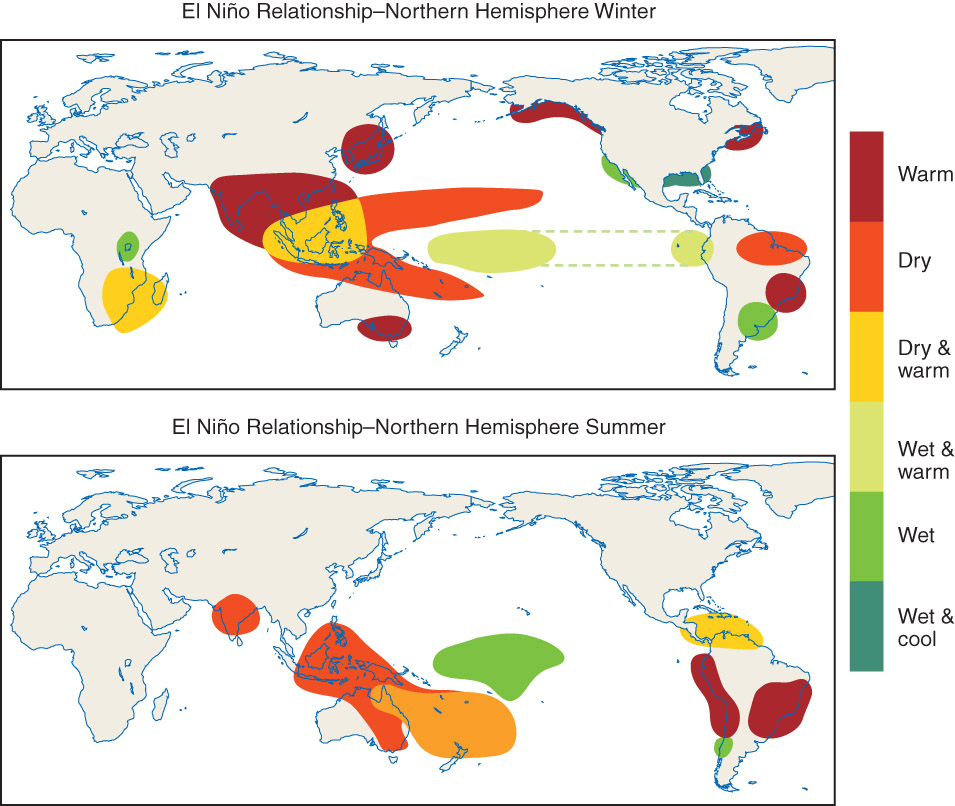 El Niño Relationship–Northern Hemisphere Winter
Warm
Dry
Dry &
warm
Wet &
warm
Wet
Wet &
cool
El Niño Relationship–Northern Hemisphere Summer